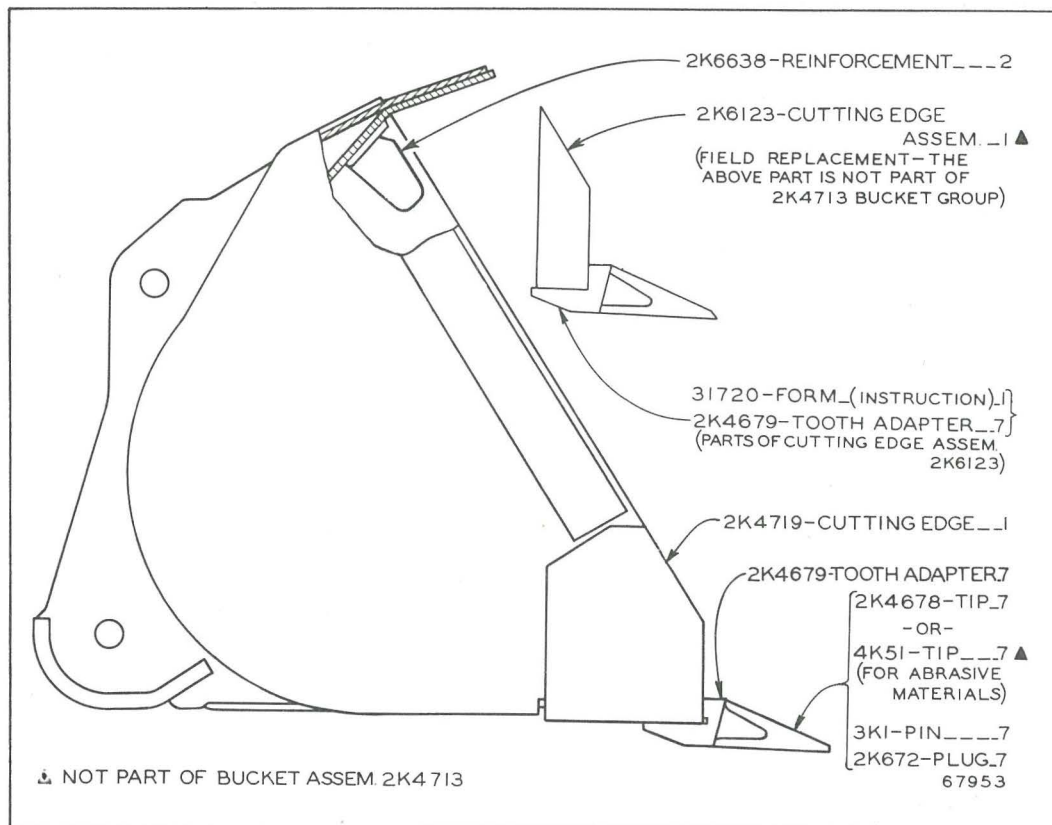 2K6638-REINFORCEMENT___2
2K6123-CUTTING EDGE
ASSEM._1 ▲
(FIELD REPLACEMENT-THE
ABOVE PART IS NOT PART OF
2K4713 BUCKET GROUP)
31720-FORM_(INSTRUCTION)_1
2K4679-TOOTH ADAPTER__7
(PARTS OF CUTTING EDGE ASSEM.
2K6123)
2K4719-CUTTING EDGE__1
2K4679-TOOTH ADAPTER_7
2K4678-TIP_7
-OR-
4K51-TIP___7 ▲
(FOR ABRASIVE
MATERIALS)
3K1-PIN____7
2K672-PLUG_7
67953
▲ NOT PART OF BUCKET ASSEM. 2K4713